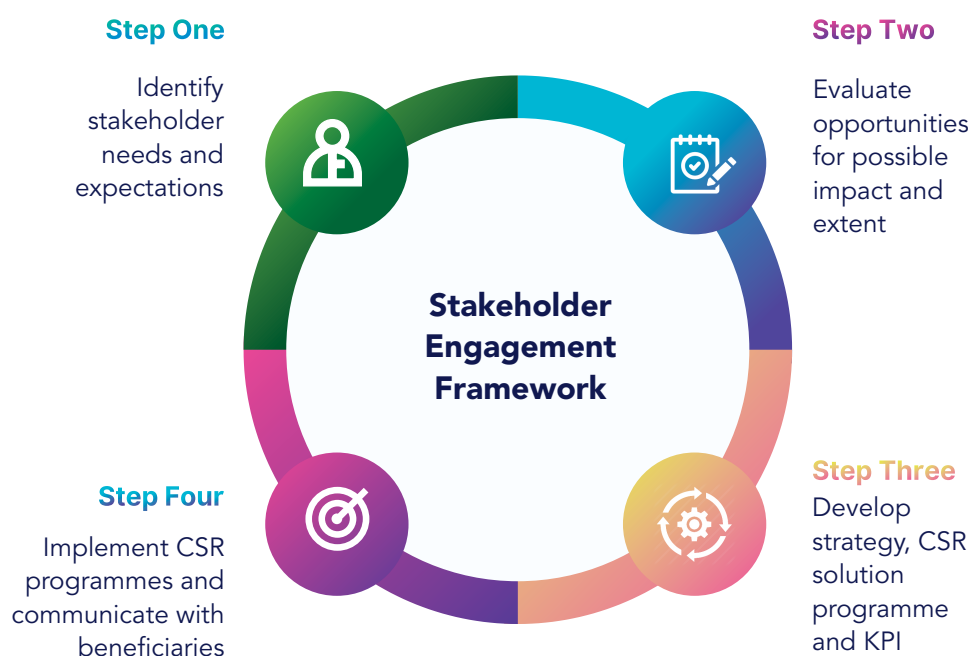 Step One
Identify
stakeholder
needs and
expectations
Step Two
Evaluate
opportunities
for possible
impact and
extent
Stakeholder
Engagement
Framework
Step Three
Develop
strategy, CSR
solution
programme
and KPI
Step Four
Implement CSR
programmes and
communicate with
beneficiaries